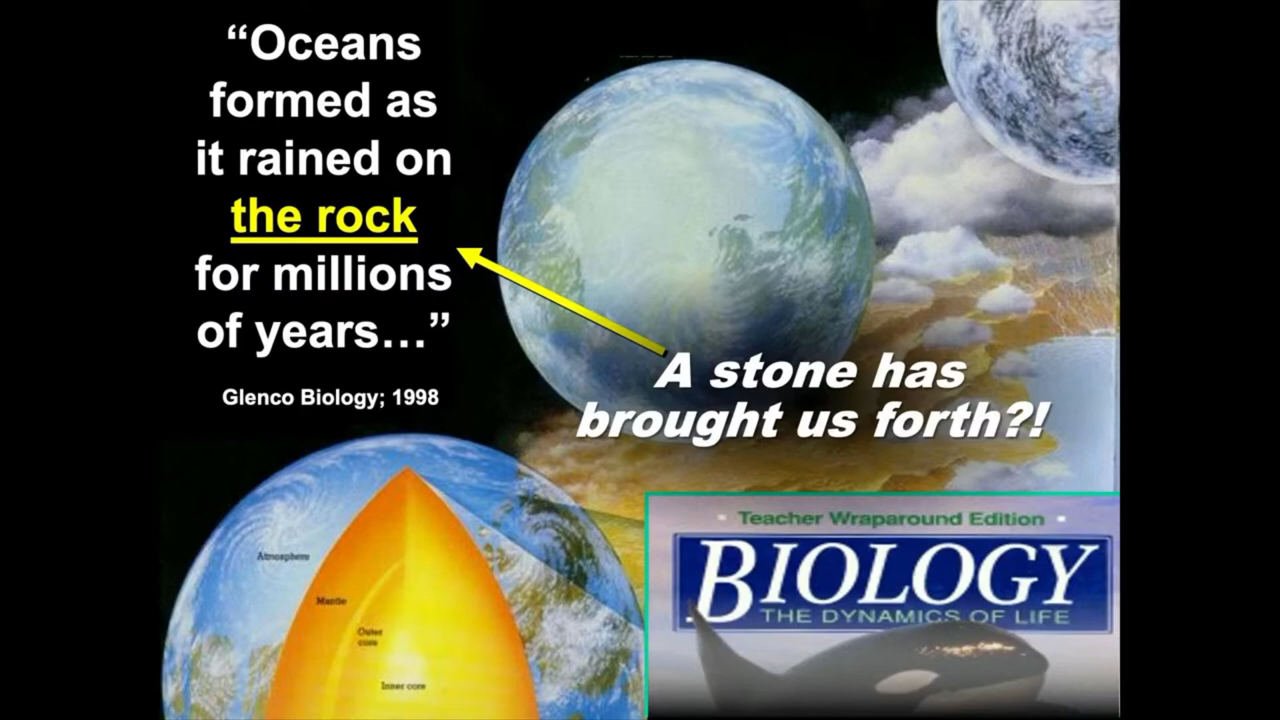 “Oceans
formed as
it rained on
the rock
for millions
of years…”
Glenco Biology; 1998
A stone has
brought us forth?!
Atmosphere
Mantle
Outer
core
Inner core
Teacher Wraparound Edition
BIOLOGY
THE DYNAMICS OF LIFE